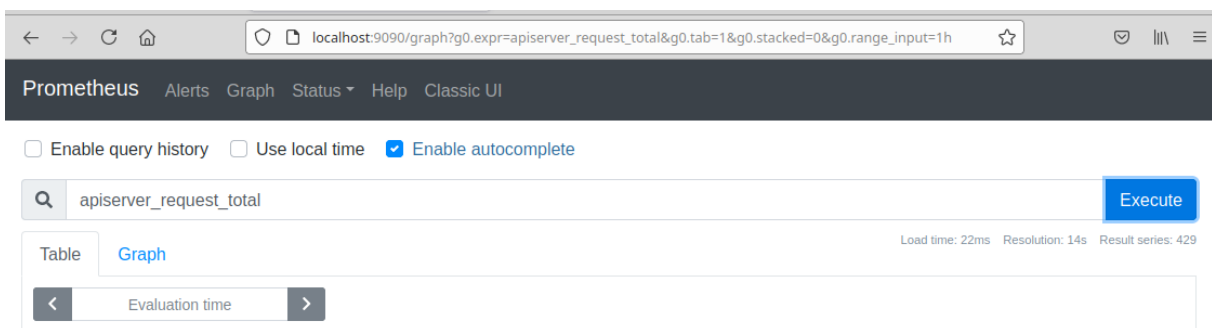 localhost:9090/graph?g0.expr=apiserver_request_total&g0.tab=1&g0.stacked=0&g0.range_input=1h
Prometheus Alerts Graph Status Help Classic UI
Enable query history Use local time Enable autocomplete
apiserver_request_total Execute
Load time: 22ms Resolution: 14s Result series: 429
Table Graph
Evaluation time